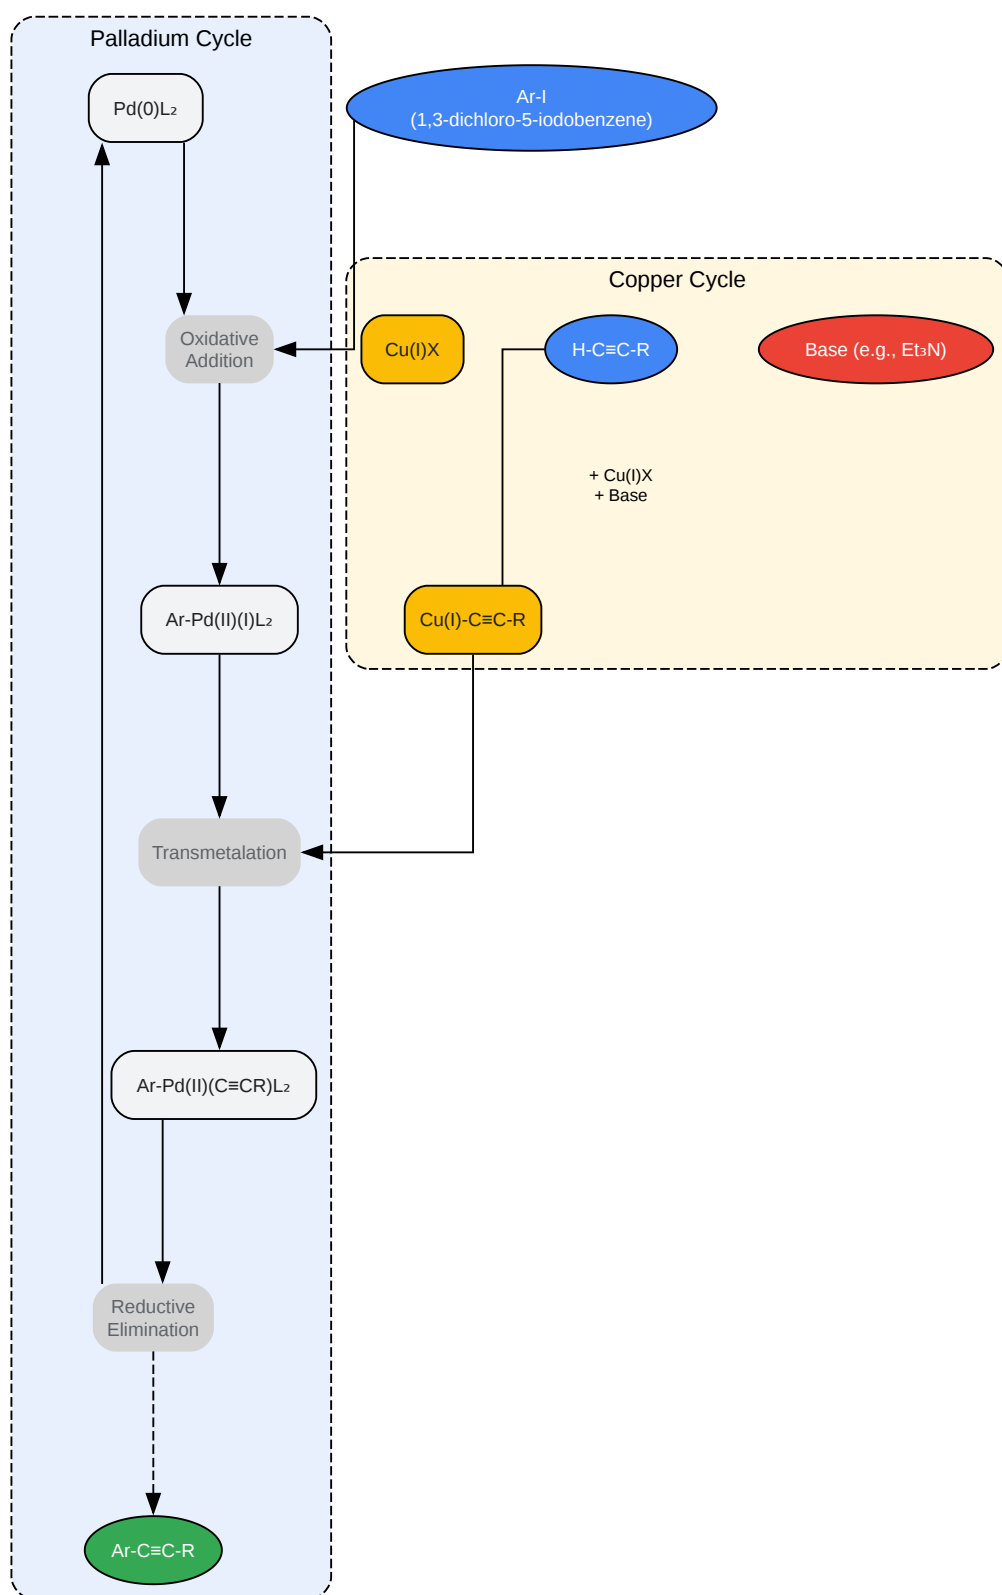 Palladium Cycle
Pd(0)L₂
Ar-I
(1,3-dichloro-5-iodobenzene)
Copper Cycle
Oxidative
Addition
Cu(I)X
H-C≡C-R
Base (e.g., Et₃N)
+ Cu(I)X
+ Base
Ar-Pd(II)(I)L₂
Cu(I)-C≡C-R
Transmetalation
Ar-Pd(II)(C≡CR)L₂
Reductive
Elimination
Ar-C≡C-R